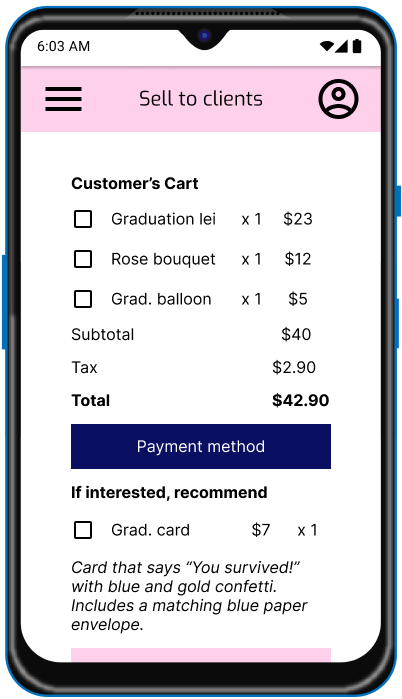 6:03 AM
Sell to clients
Customer’s Cart
Graduation lei x 1 $23
Rose bouquet x 1 $12
Grad. balloon x 1 $5
Subtotal $40
Tax $2.90
Total $42.90
Payment method
If interested, recommend
Grad. card $7 x 1
Card that says “You survived!”
with blue and gold confetti.
Includes a matching blue paper
envelope.